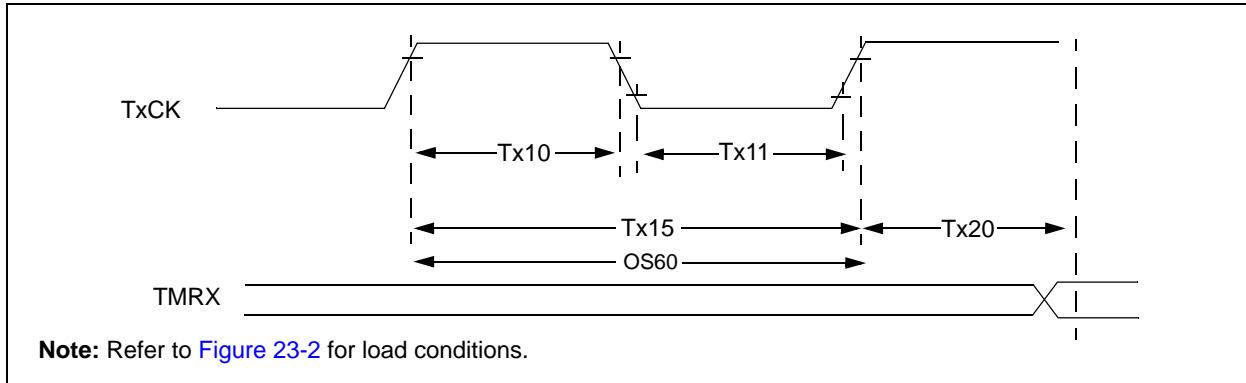 TxCK
Tx10
Tx11
Tx15
Tx20
OS60
TMRX
Note: Refer to Figure 23-2 for load conditions.